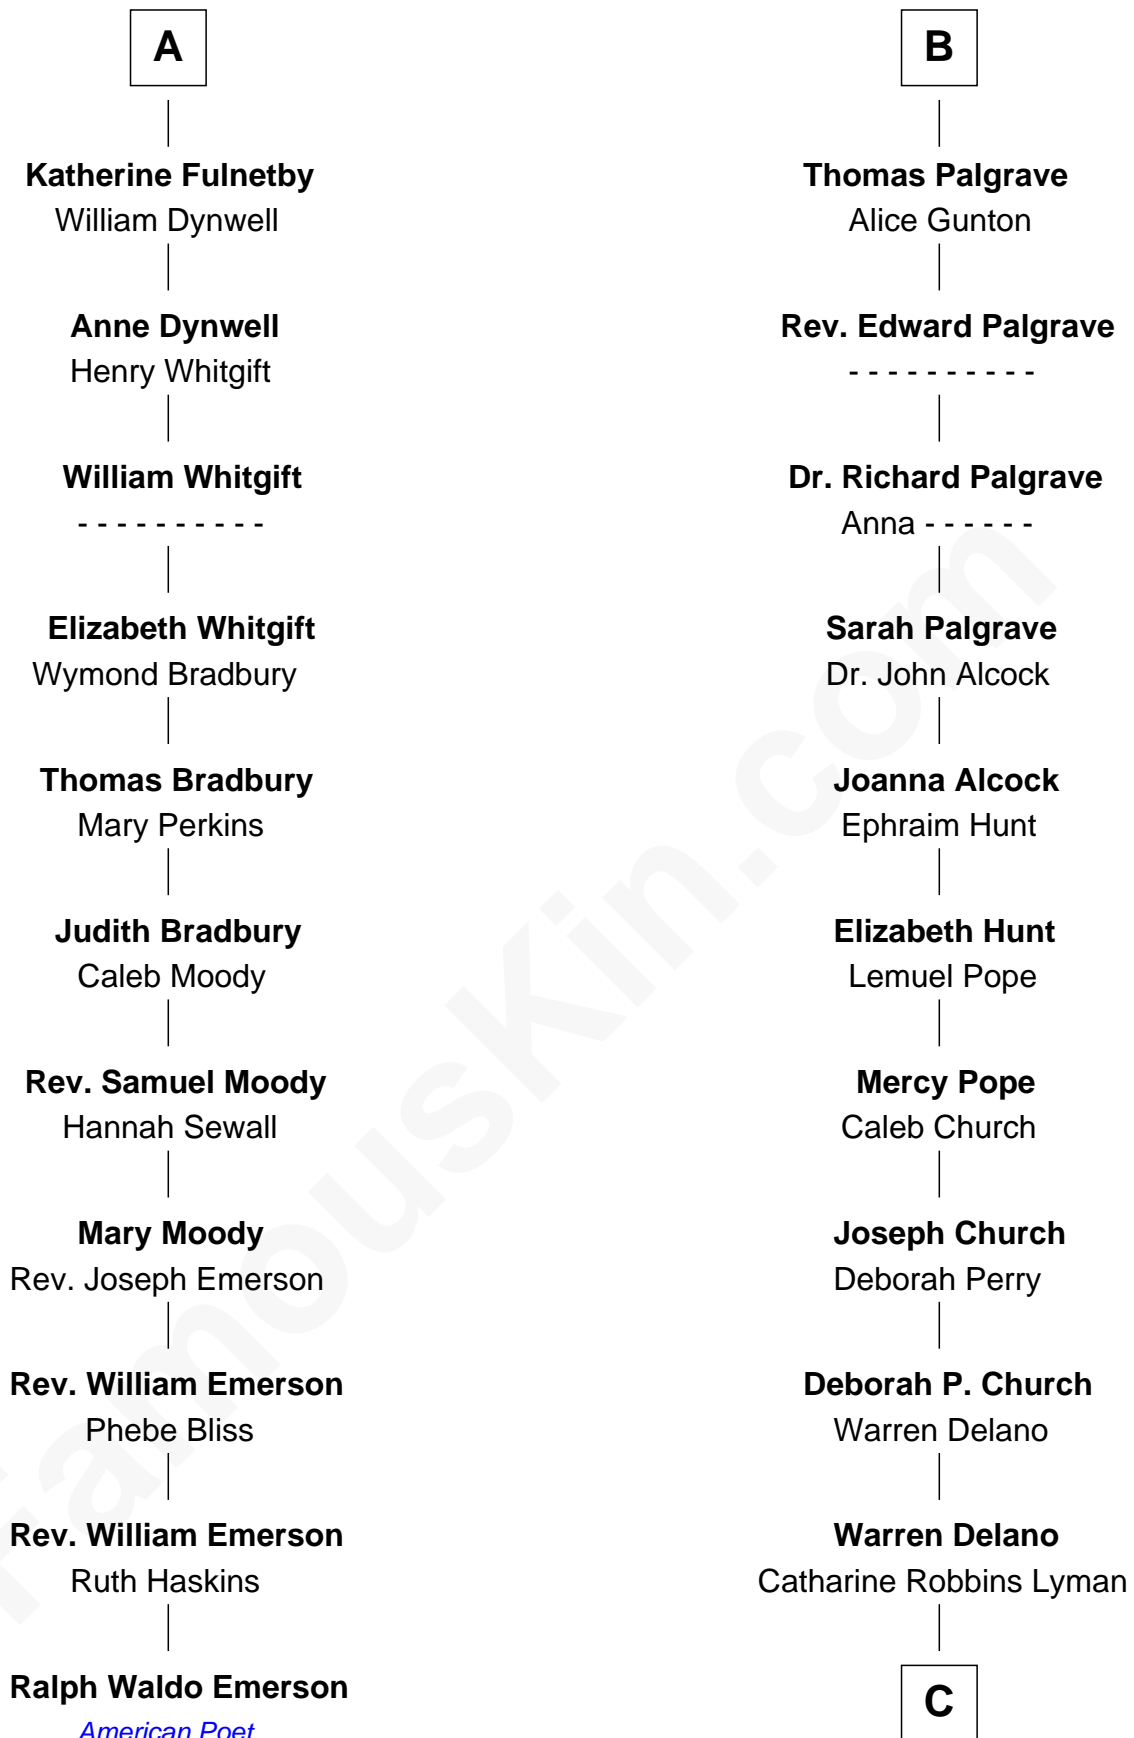 A
Katherine Fulnetby
William Dynwell
Anne Dynwell
Henry Whitgift
William Whitgift
- - - - - - - - - -
Elizabeth Whitgift
Wymond Bradbury
Thomas Bradbury
Mary Perkins
Judith Bradbury
Caleb Moody
Rev. Samuel Moody
Hannah Sewall
Mary Moody
Rev. Joseph Emerson
Rev. William Emerson
Phebe Bliss
Rev. William Emerson
Ruth Haskins
Ralph Waldo Emerson
American Poet
B
Thomas Palgrave
Alice Gunton
Rev. Edward Palgrave
- - - - - - - - - -
Dr. Richard Palgrave
Anna - - - - - -
Sarah Palgrave
Dr. John Alcock
Joanna Alcock
Ephraim Hunt
Elizabeth Hunt
Lemuel Pope
Mercy Pope
Caleb Church
Joseph Church
Deborah Perry
Deborah P. Church
Warren Delano
Warren Delano
Catharine Robbins Lyman
C
FamousKin.com